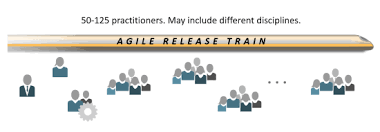 50-125 practitioners. May include different disciplines.
AGILE RELEASE TRAIN